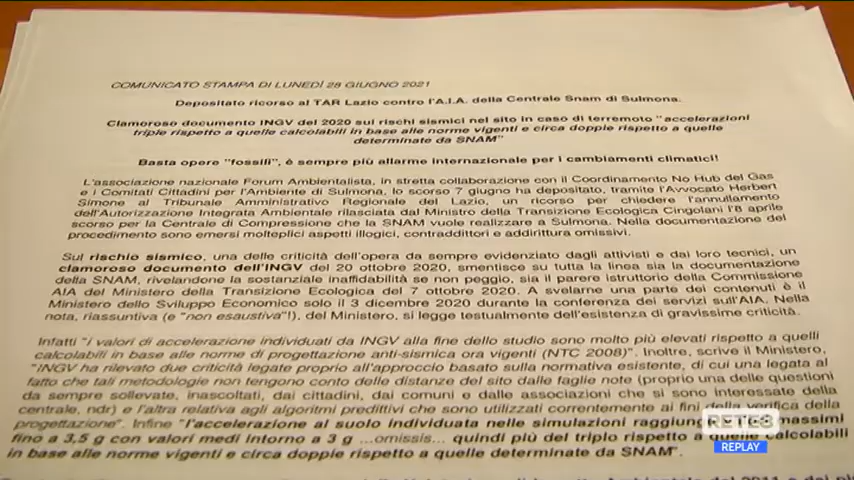 COMUNICATO STAMPA DI LUNEDÌ 28 GIUGNO 2021
Depositato ricorso al TAR Lazio contro l'A.I.A. della Centrale Snam di Sulmona.
Clamoroso documento INGV del 2020 sui rischi sismici nel sito in caso di terremoto "accelerazioni
triple rispetto a quelle calcolabili in base alle norme vigenti e circa doppie rispetto a quelle
determinate da SNAM"
Basta opere "fossili", è sempre più allarme internazionale per i cambiamenti climatici!
L'associazione nazionale Forum Ambientalista, in stretta collaborazione con il Coordinamento No Hub del Gas
e i Comitati Cittadini per l'Ambiente di Sulmona, lo scorso 7 giugno ha depositato, tramite l'Avvocato Herbert
Simone al Tribunale Amministrativo Regionale del Lazio, un ricorso per chiedere l'annullamento
dell'Autorizzazione Integrata Ambientale rilasciata dal Ministro della Transizione Ecologica Cingolani l'8 aprile
scorso per la Centrale di Compressione che la SNAM vuole realizzare a Sulmona. Nella documentazione del
procedimento sono emersi molteplici aspetti illogici, contraddittori e addirittura omissivi.
Sul rischio sismico, una delle criticità dell'opera da sempre evidenziato dagli attivisti e dai loro tecnici, un
clamoroso documento dell'INGV del 20 ottobre 2020, smentisce su tutta la linea sia la documentazione
della SNAM, rivelandone la sostanziale inaffidabilità se non peggio, sia il parere istruttorio della Commissione
AIA del Ministero della Transizione Ecologica del 7 ottobre 2020. A svelarne una parte dei contenuti è il
Ministero dello Sviluppo Economico solo il 3 dicembre 2020 durante la conferenza dei servizi sull'AIA. Nella
nota, riassuntiva (e "non esaustiva"!), del Ministero, si legge testualmente dell'esistenza di gravissime criticità.
Infatti "i valori di accelerazione individuati da INGV alla fine dello studio sono molto più elevati rispetto a quelli
calcolabili in base alle norme di progettazione anti-sismica ora vigenti (NTC 2008)". Inoltre, scrive il Ministero,
"INGV ha rilevato due criticità legate proprio all'approccio basato sulla normativa esistente, di cui una legata al
fatto che tali metodologie non tengono conto delle distanze del sito dalle faglie note (proprio una delle questioni
da sempre sollevate, inascoltati, dai cittadini, dai comuni e dalle associazioni che si sono interessate della
centrale, ndr) e l'altra relativa agli algoritmi predittivi che sono utilizzati correntemente ai fini della verifica della
progettazione". Infine "l'accelerazione al suolo individuata nelle simulazioni massimi
fino a 3,5 g con valori medi intorno a 3 g ...omissis... quindi più del triplo rispetto a quelle calcolabili
in base alle norme vigenti e circa doppie rispetto a quelle determinate da SNAM".
RETE8
REPLAY